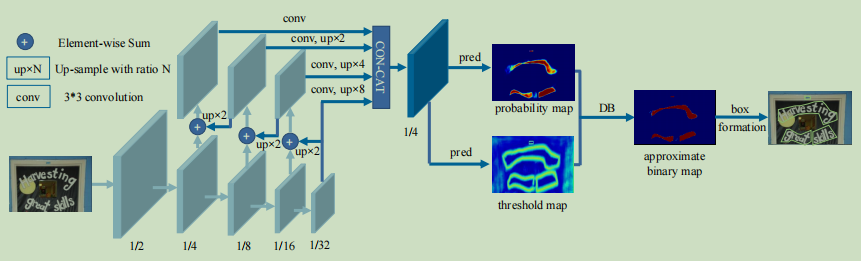 Element-wise Sum
up×N Up-sample with ratio N
conv 3*3 convolution
conv
conv, up×2
conv, up×4
conv, up×8
CON-CAT
up×2
up×2
up×2
1/2
1/4
1/8
1/16
1/32
1/4
pred
probability map
pred
threshold map
DB
approximate
binary map
box
formation
Harvesting
great skills
Harvesting
great skills